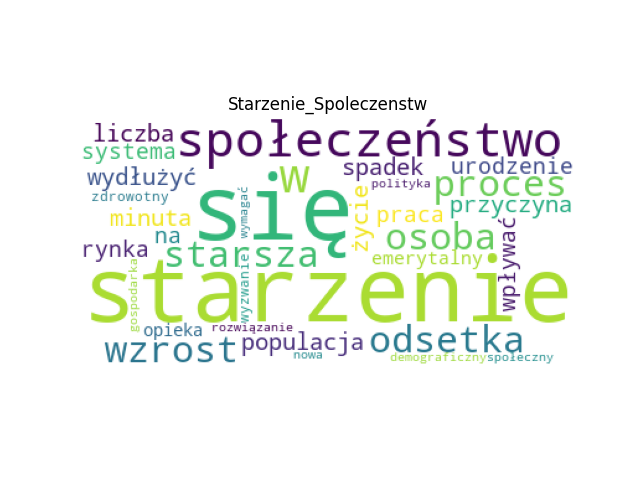 Starzenie_Spoleczenstw
liczba społeczeństwo
systema w spadek urodzenie
wydłużyć się polityka proces
zdrowotny wymagać życie przyczyna
minuta praca
na osoba
rynka starsza emerytalny wpływać
gospodarka starzenie wyzwanie
opieka rozwiązanie odsetka
wzrost populacja
nowa demograficzny społeczny